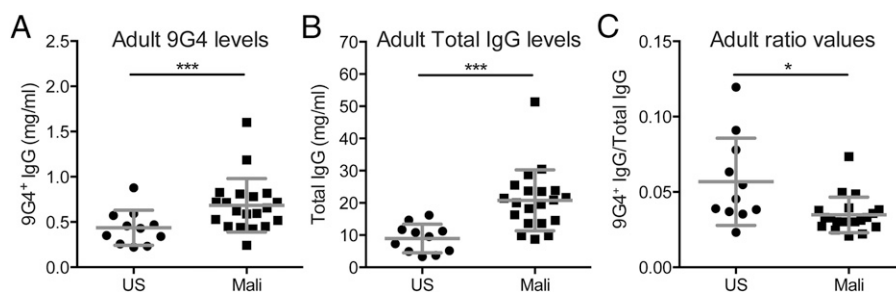 A
Adult 9G4 levels
9G4+ IgG (mg/ml)
2.5
2.0
1.5
1.0
0.5
0.0
***
US
Mali
B
Adult Total IgG levels
Total IgG (mg/ml)
70
60
50
40
30
20
10
0
***
US
Mali
C
Adult ratio values
9G4+ IgG/Total IgG
0.15
0.10
0.05
0.00
*
US
Mali